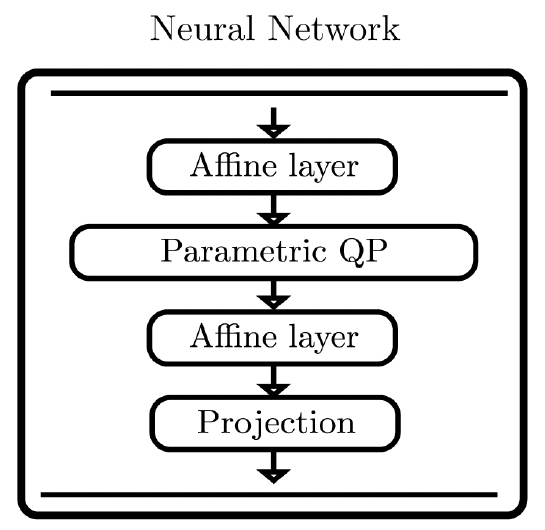 Neural Network
Affine layer
Parametric QP
Affine layer
Projection